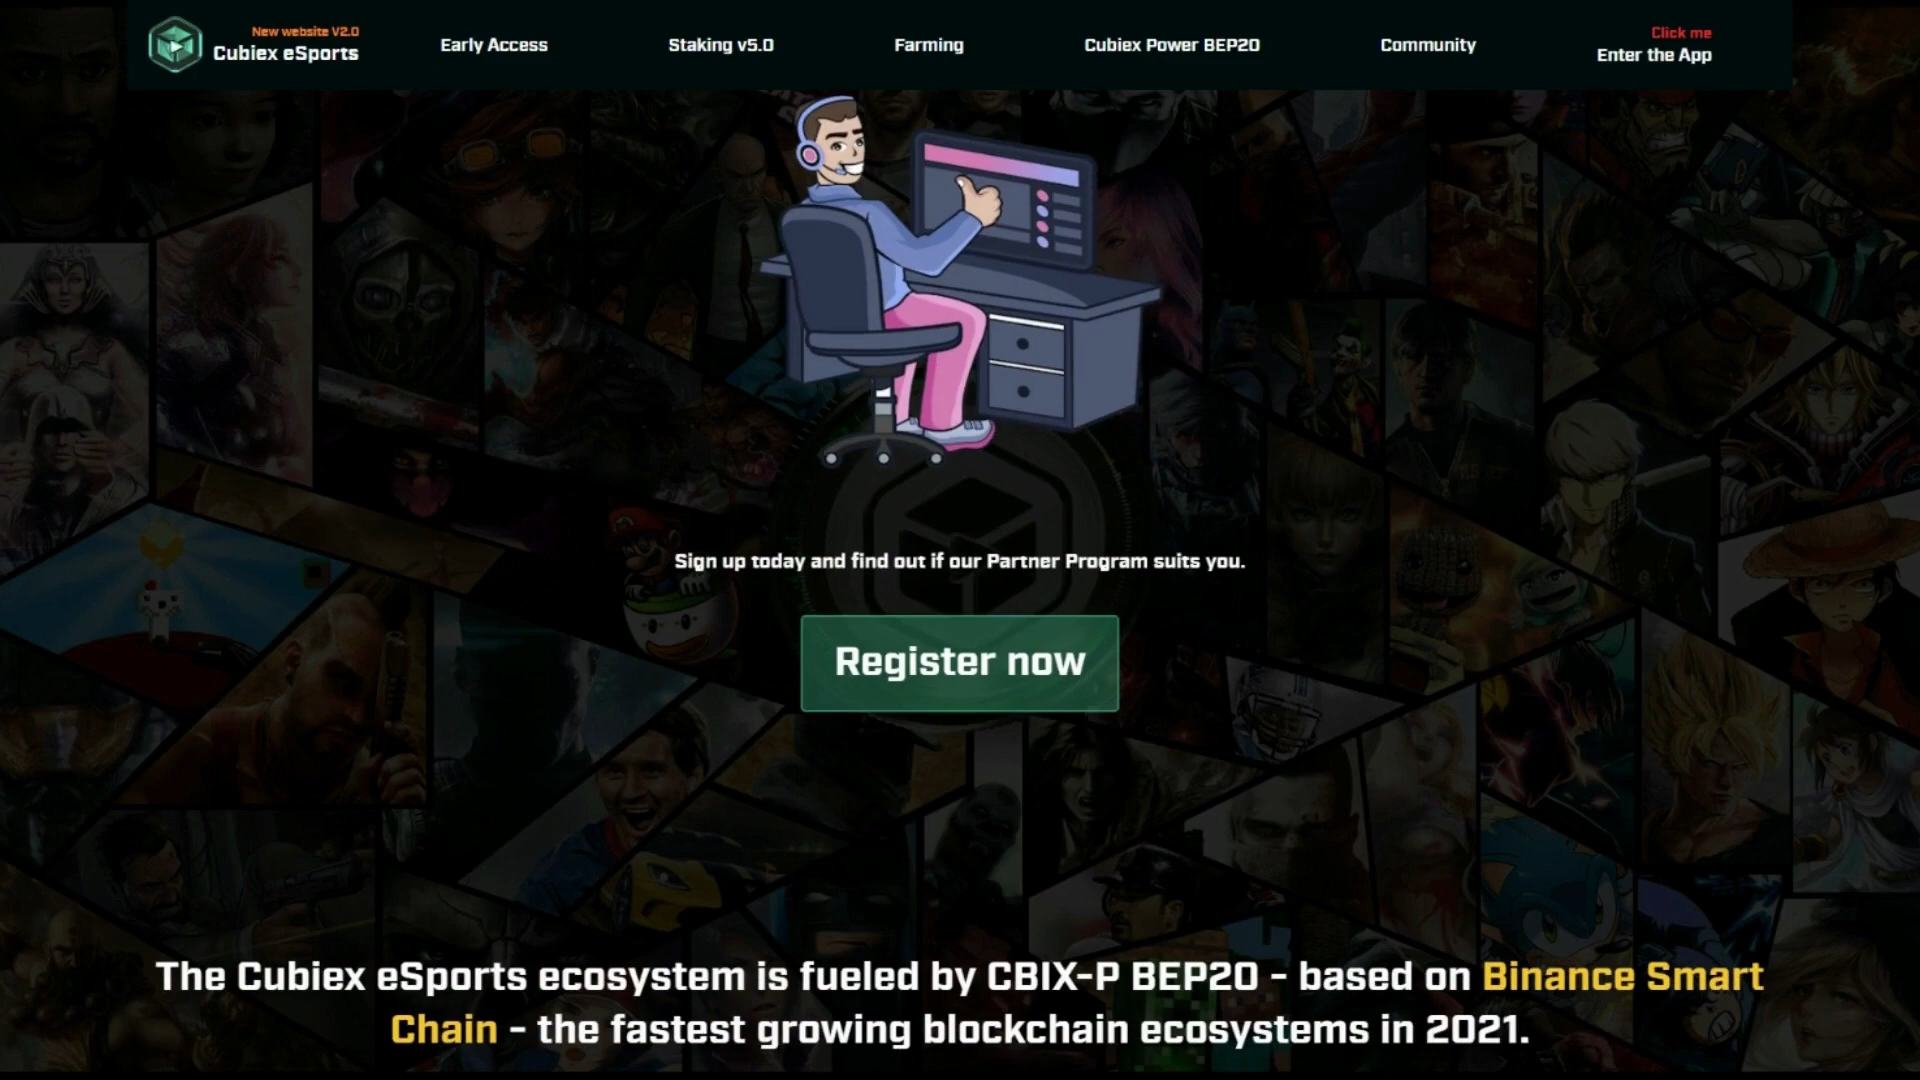 New website V2.0
Cubiex eSports
Early Access
Staking v5.0
Farming
Cubiex Power BEP20
Community
Click me
Enter the App
Sign up today and find out if our Partner Program suits you.
Register now
The Cubiex eSports ecosystem is fueled by CBIX-P BEP20 - based on Binance Smart
Chain - the fastest growing blockchain ecosystems in 2021.